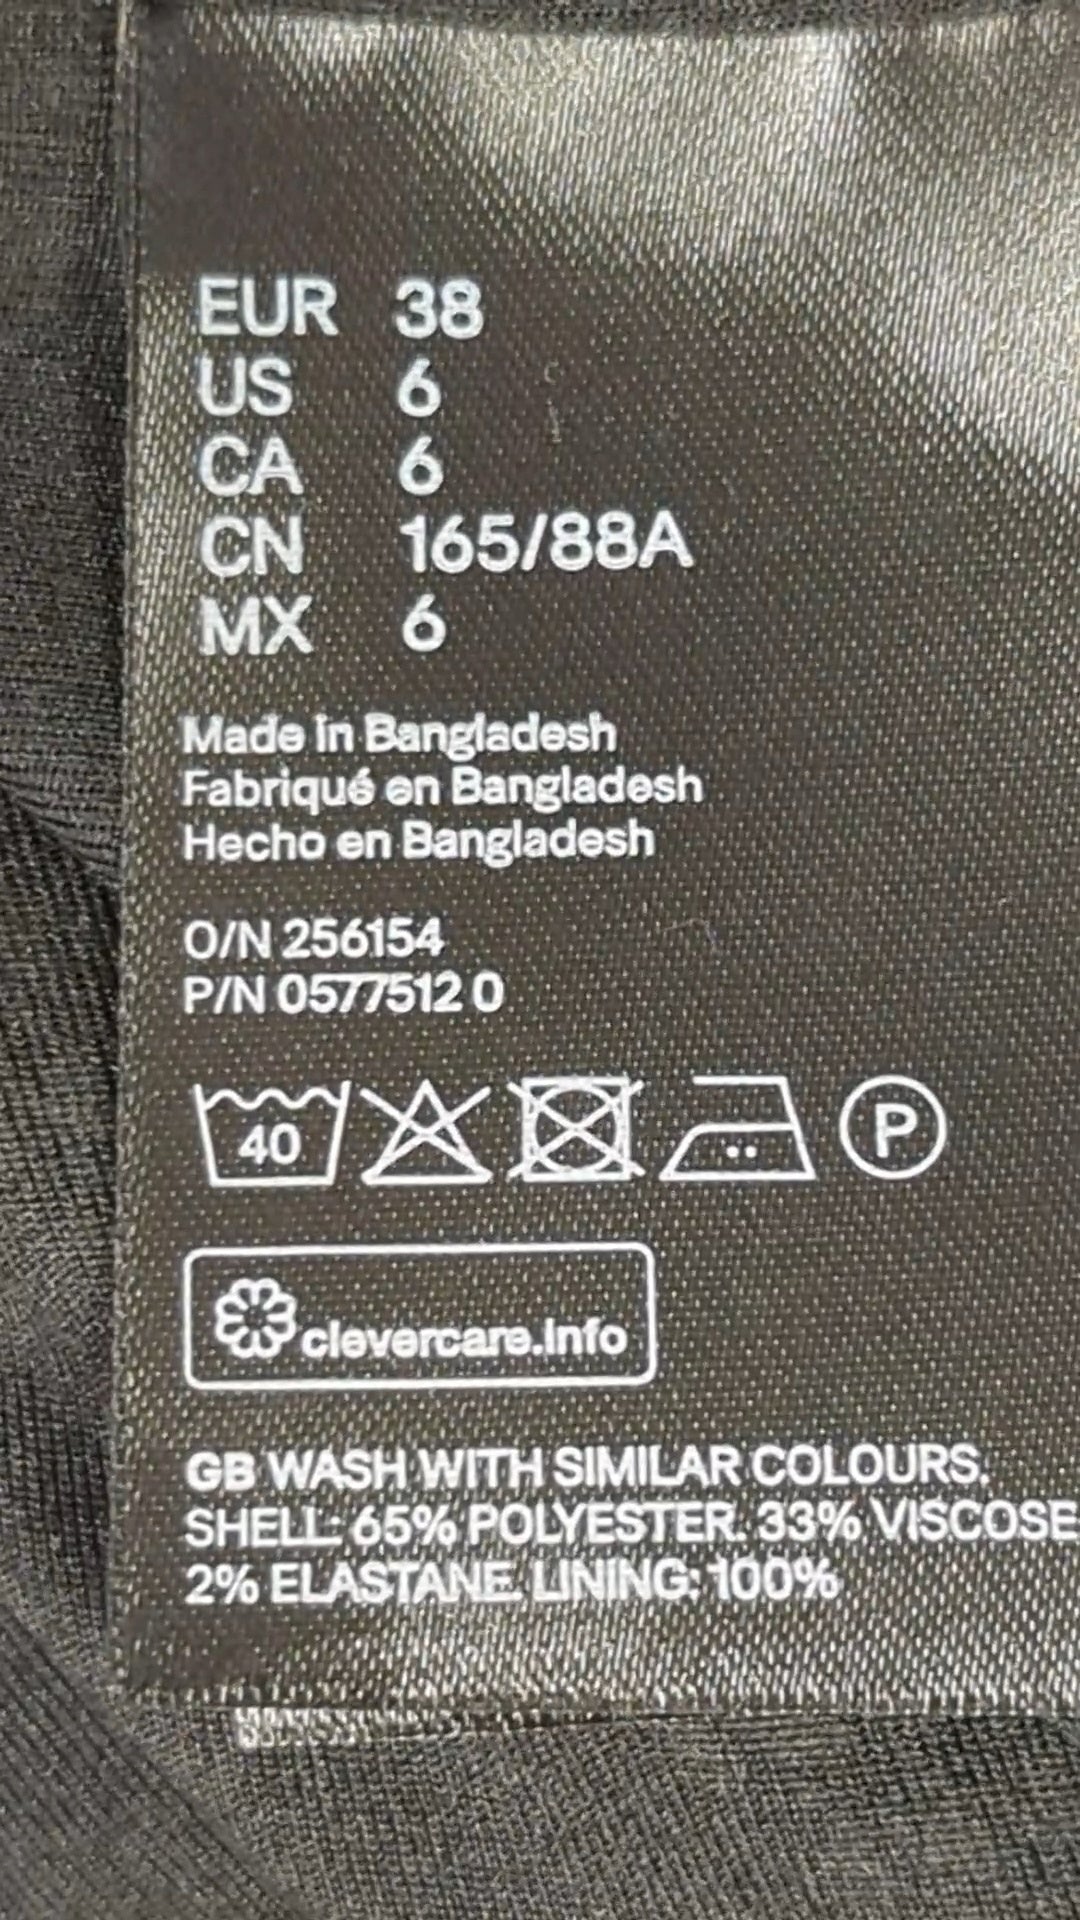 EUR 38
US 6
CA 6
CN 165/88A
MX 6
Made in Bangladesh
Fabriqué en Bangladesh
Hecho en Bangladesh
O/N 256154
P/N 0577512 0
40
P
clevercare.info
GB WASH WITH SIMILAR COLOURS.
SHELL: 65% POLYESTER. 33% VISCOSE
2% ELASTANE. LINING: 100%